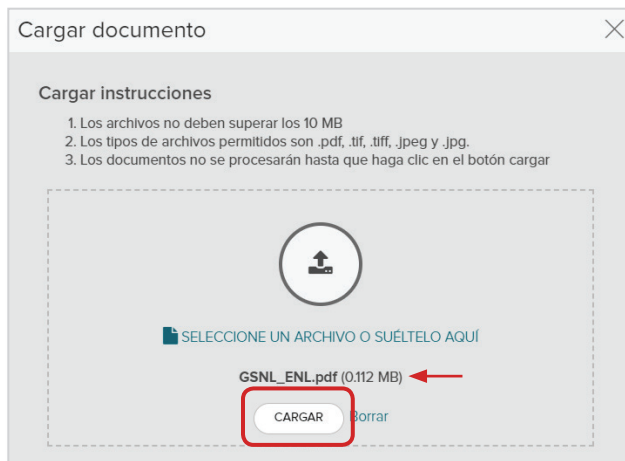 Cargar documento
Cargar instrucciones
1. Los archivos no deben superar los 10 MB
2. Los tipos de archivo permitidos son .pdf, .tif, .tiff, .jpeg y .jpg.
3. Los documentos no se procesarán hasta que haga clic en el botón cargar
SELECCIONE UN ARCHIVO O SUÉLTELO AQUÍ
GSNL_ENL.pdf (0.112 MB)
CARGAR Borrar